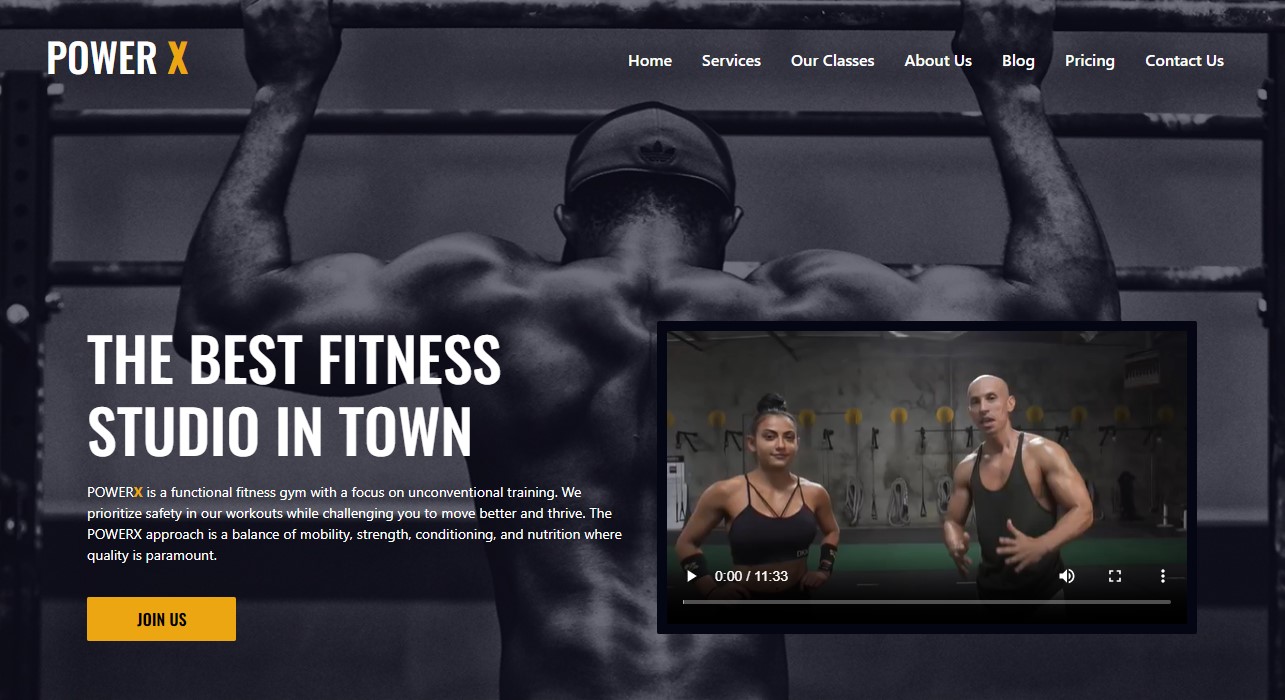 POWER X
Home Services Our Classes About Us Blog Pricing Contact Us
THE BEST FITNESS
STUDIO IN TOWN
POWERX is a functional fitness gym with a focus on unconventional training. We
prioritize safety in our workouts while challenging you to move better and thrive. The
POWERX approach is a balance of mobility, strength, conditioning, and nutrition where
quality is paramount.
JOIN US
0:00 / 11:33